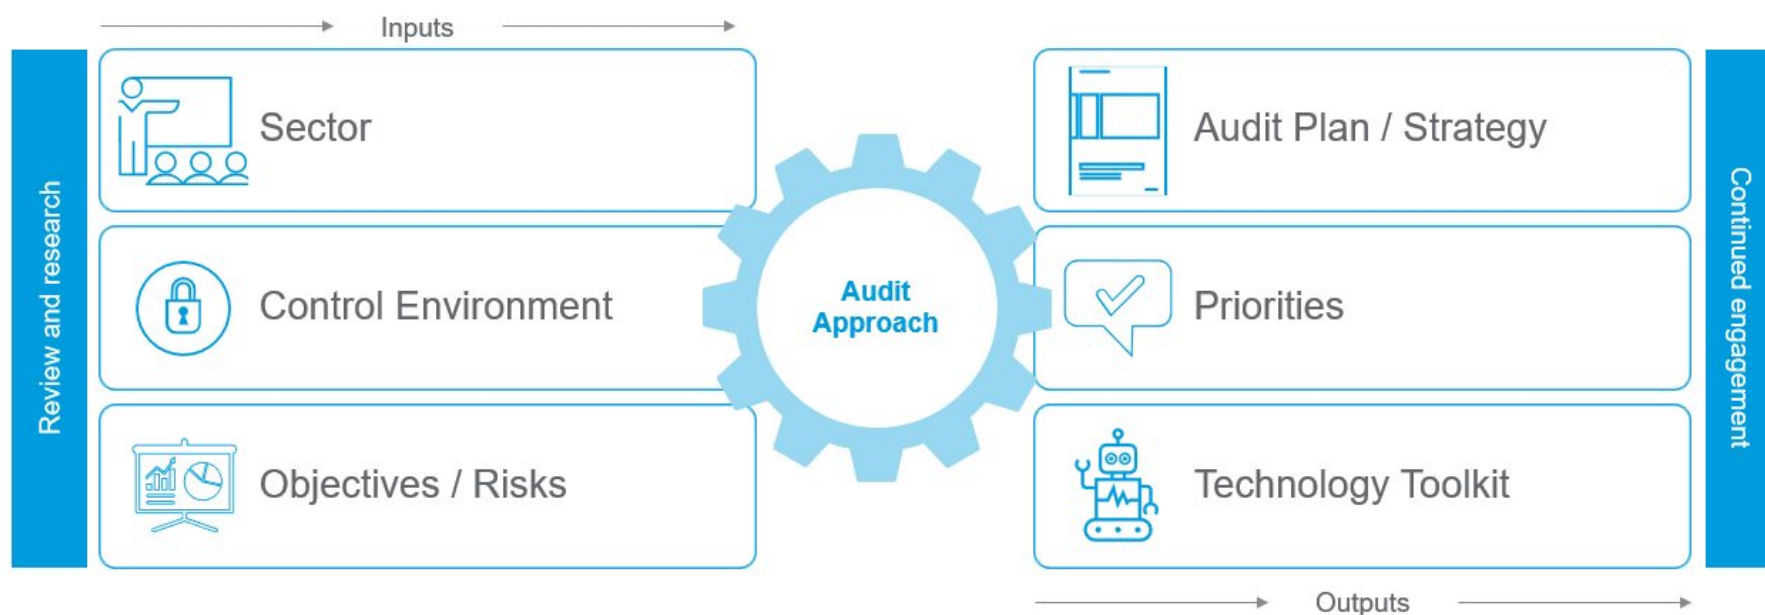 Inputs
Review and research
Sector
Control Environment
Objectives / Risks
Audit
Approach
Audit Plan / Strategy
Priorities
Technology Toolkit
Continued engagement
Outputs